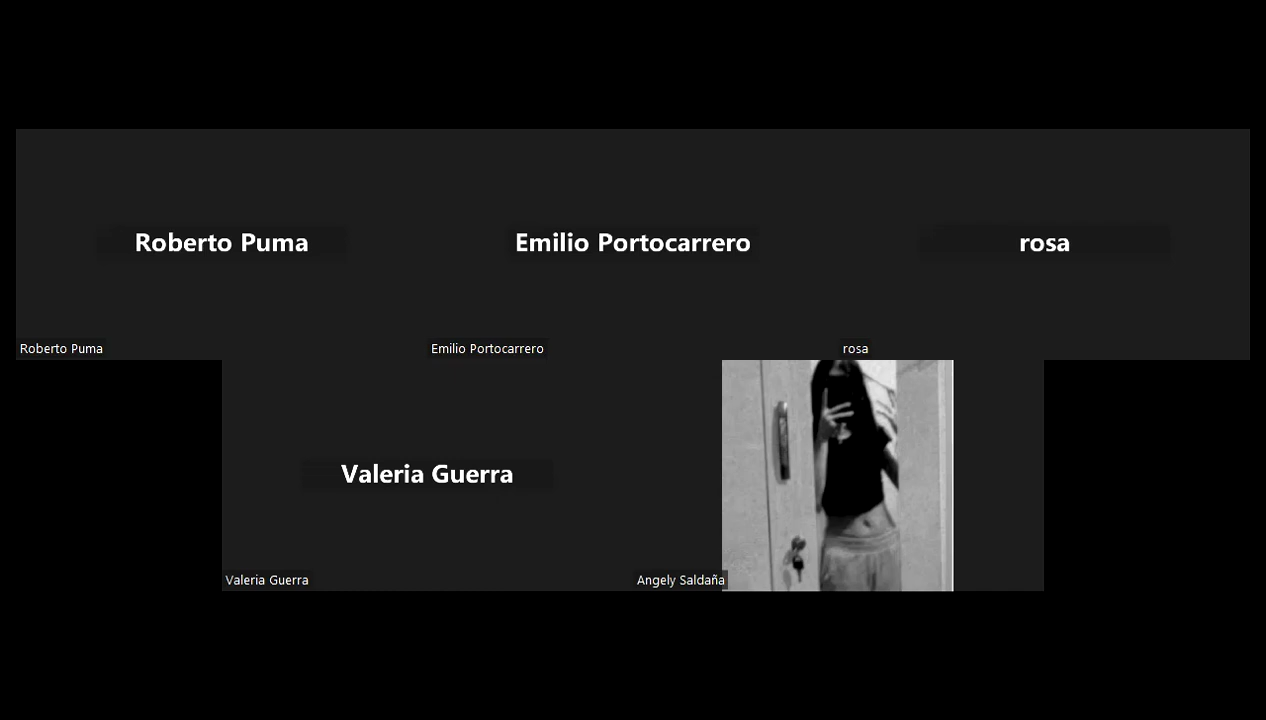 Roberto Puma
Emilio Portocarrero
rosa
Roberto Puma
Emilio Portocarrero
rosa
Valeria Guerra
Valeria Guerra
Angely Saldaña